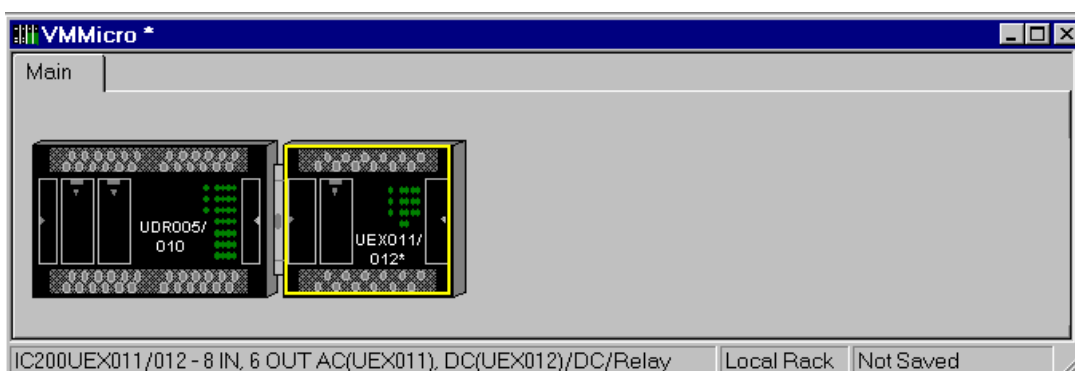 VMMicro *
Main
UDR005/
010
UEX011/
012*
IC200UEX011/012 - 8 IN, 6 OUT AC(UEX011), DC(UEX012)/DC/Relay
Local Rack
Not Saved